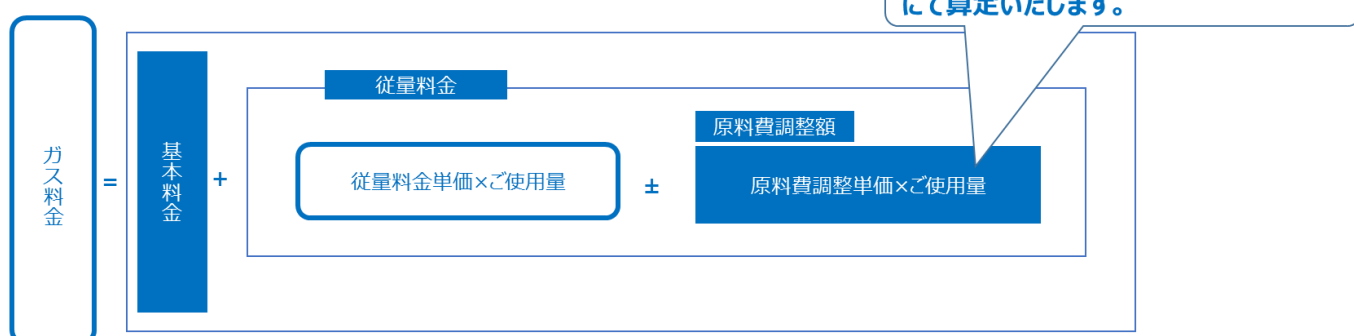 にて算定いたします。
従量料金
原料費調整額
ガス料金
=
基本料金
+
従量料金単価×ご使用量
±
原料費調整単価×ご使用量